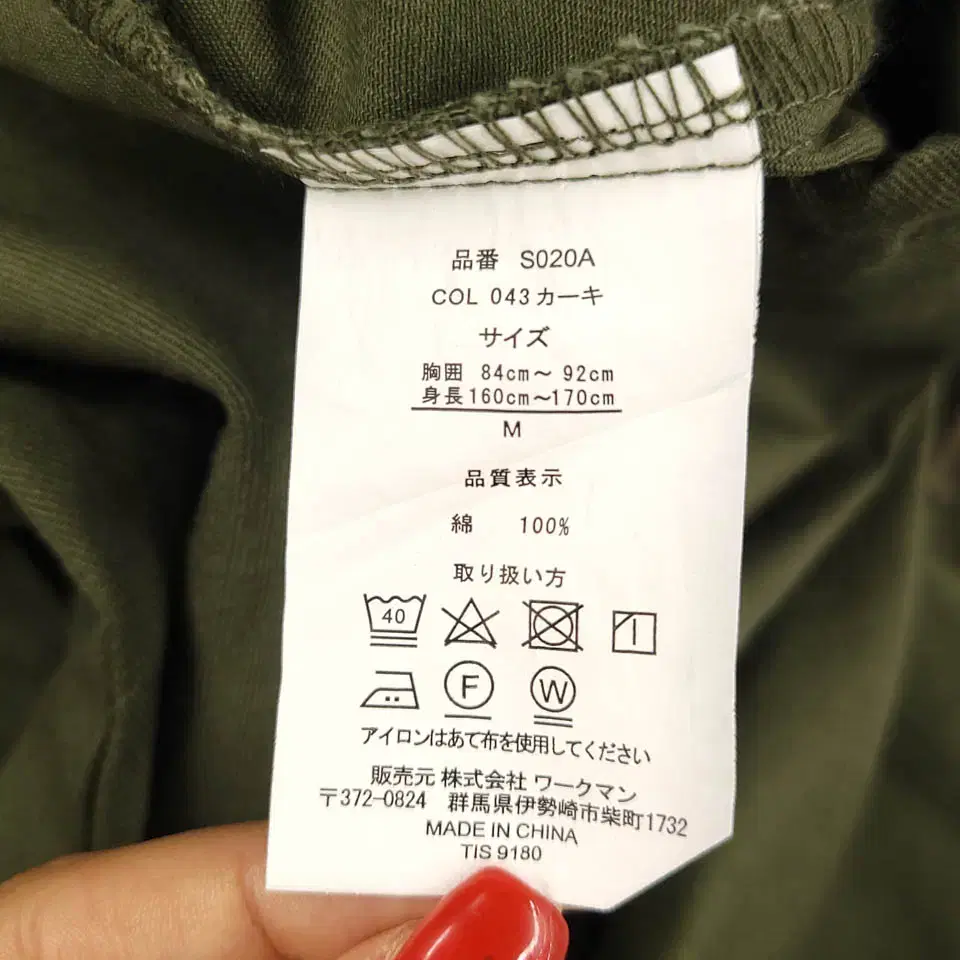 品番 S020A
COL 043カーキ
サイズ
胸囲 84cm～ 92cm
身長160cm～170cm
M
品質表示
綿 100%
取り扱い方
40
F W
アイロンはあて布を使用してください
販売元 株式会社 ワークマン
〒372-0824 群馬県伊勢崎市柴町1732
MADE IN CHINA
TIS 9180